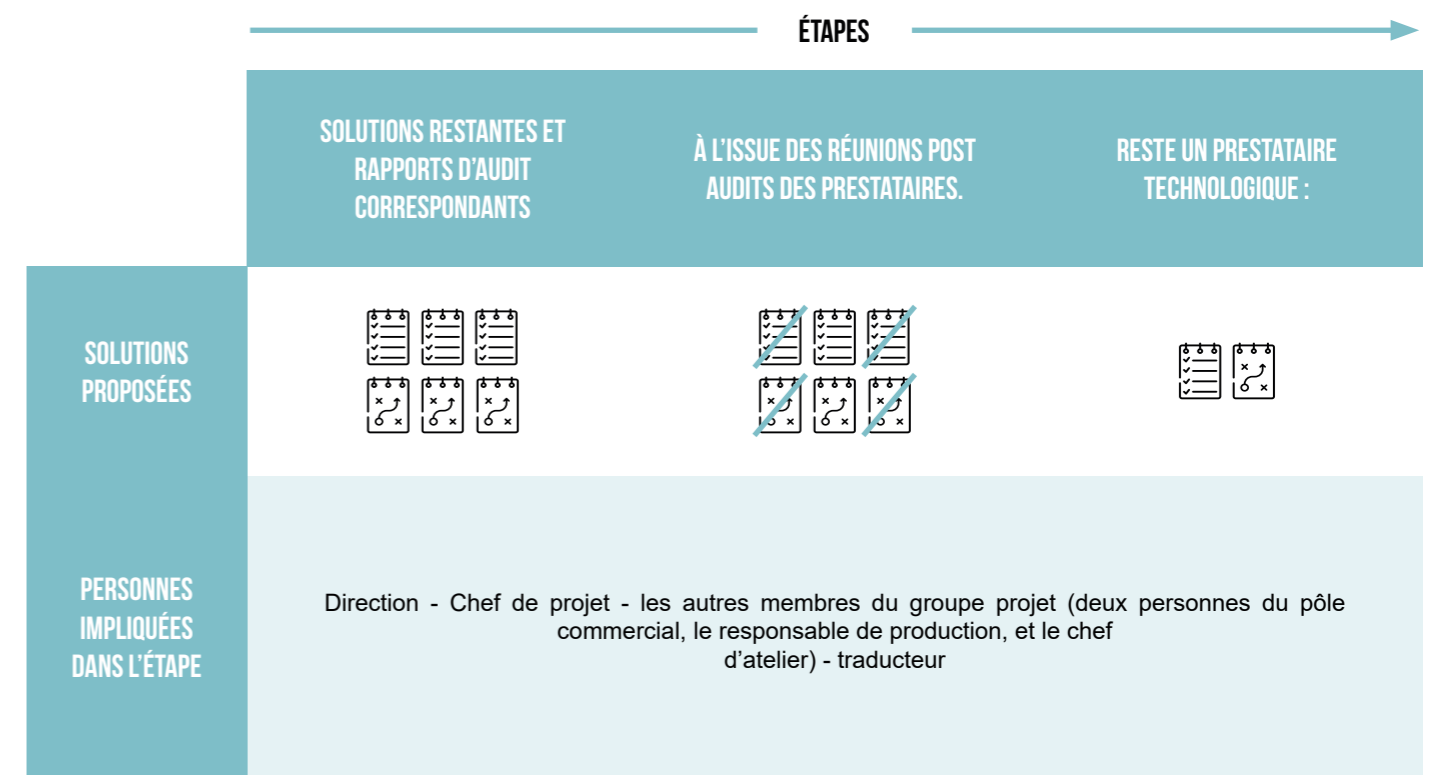 ÉTAPES
SOLUTIONS RESTANTES ET
RAPPORTS D'AUDIT
CORRESPONDANTS
À L'ISSUE DES RÉUNIONS POST
AUDITS DES PRESTATAIRES.
RESTE UN PRESTATAIRE
TECHNOLOGIQUE :
SOLUTIONS
PROPOSÉES
PERSONNES
IMPLIQUÉES
DANS L'ÉTAPE
Direction - Chef de projet - les autres membres du groupe projet (deux personnes du pôle
commercial, le responsable de production, et le chef
d'atelier) - traducteur